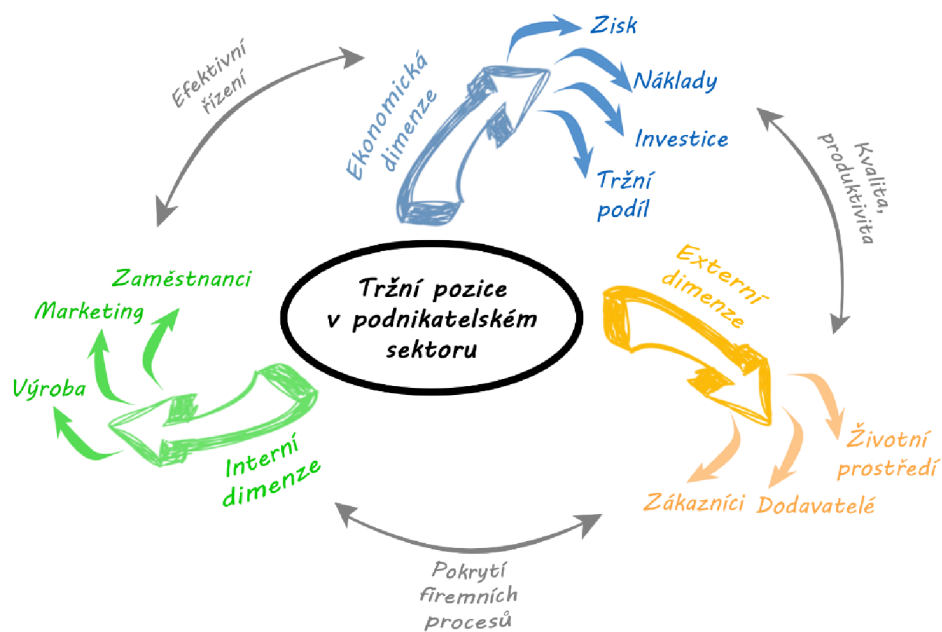 Efektivní
řízení
Ekonomická
dimenze
Zisk
Náklady
Investice
Tržní
podíl
Kvalita,
produktivita
Zaměstnanci
Marketing
Výroba
Interní
dimenze
Tržní pozice
v podnikatelském
sektoru
Externí
dimenze
Životní
prostředí
Zákazníci
Dodavatelé
Pokrytí
firemních
procesů